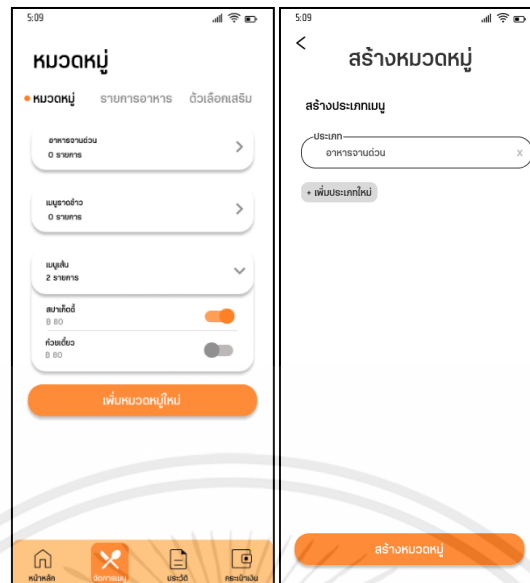 5:09
หมวดหมู่
หมวดหมู่ รายการอาหาร ตัวเลือกเสริม
อาหารจานด่วน
0 รายการ
เมนูราดข้าว
0 รายการ
เมนูเส้น
2 รายการ
สปาเก็ตตี้
B 80
ก๋วยเตี๋ยว
B 80
เพิ่มหมวดหมู่ใหม่
หน้าหลัก จัดการเมนู ประวัติ กระเป๋าเงิน
5:09
สร้างหมวดหมู่
สร้างประเภทเมนู
ประเภท
อาหารจานด่วน x
+ เพิ่มประเภทใหม่
สร้างหมวดหมู่